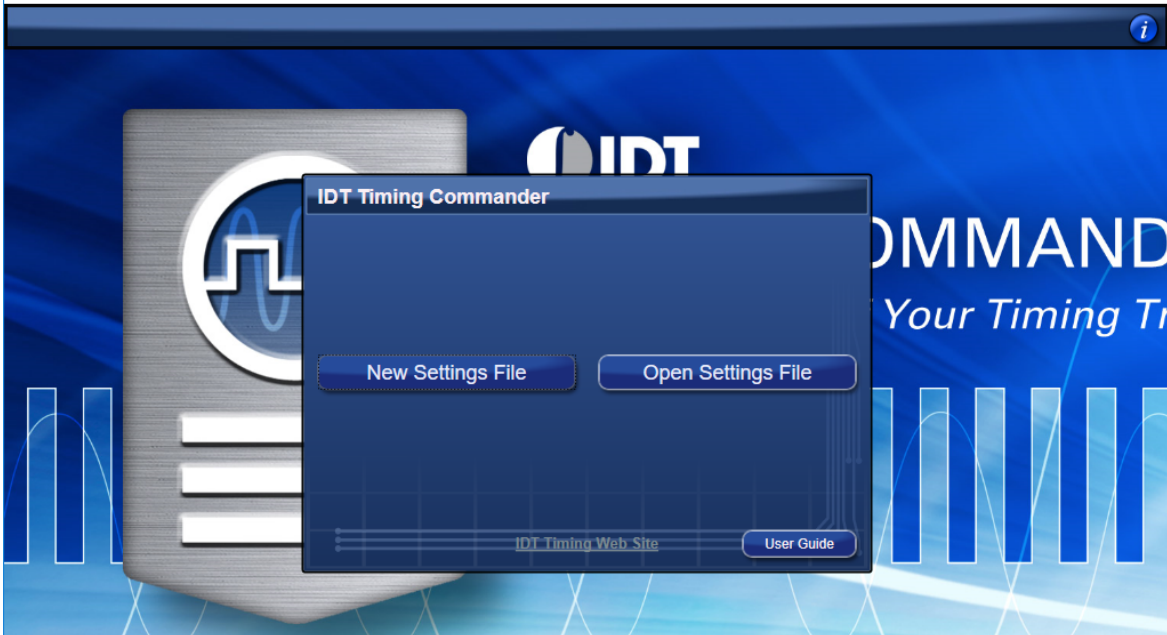 i
IDT
IDT Timing Commander
OMMAND
Your Timing Tr
New Settings File
Open Settings File
IDT Timing Web Site
User Guide